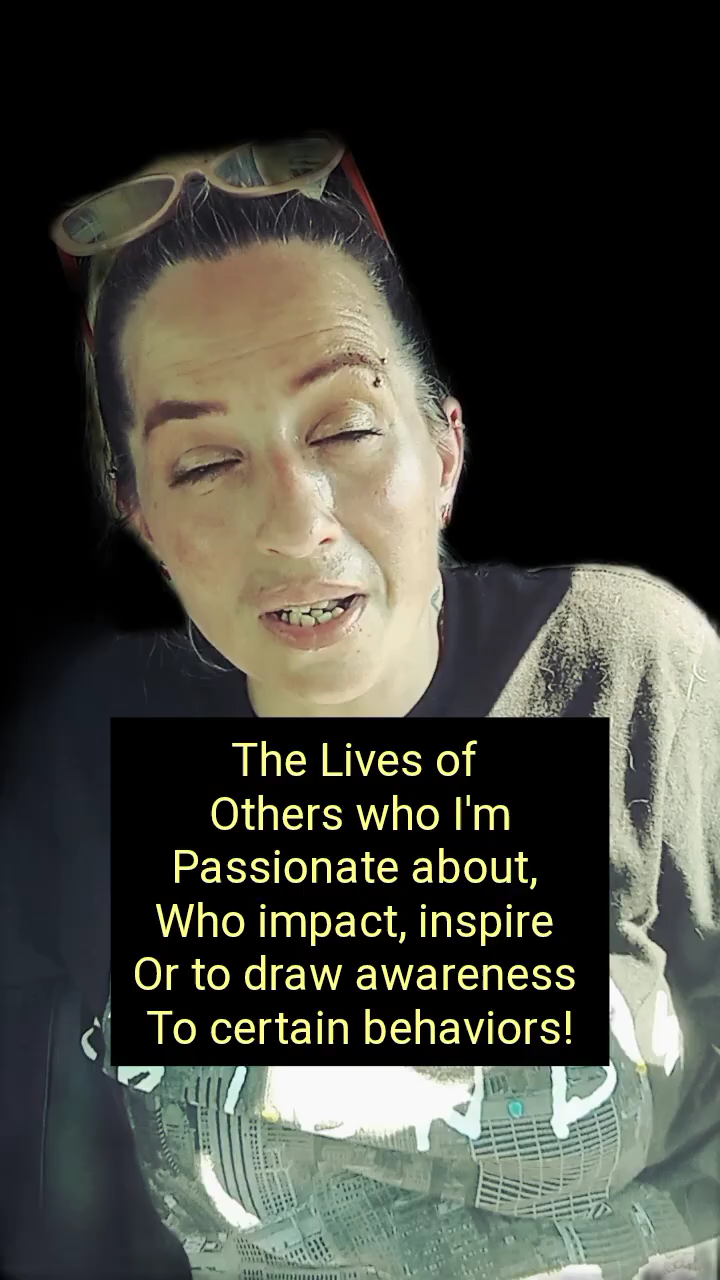 The Lives of
Others who I'm
Passionate about,
Who impact, inspire
Or to draw awareness
To certain behaviors!